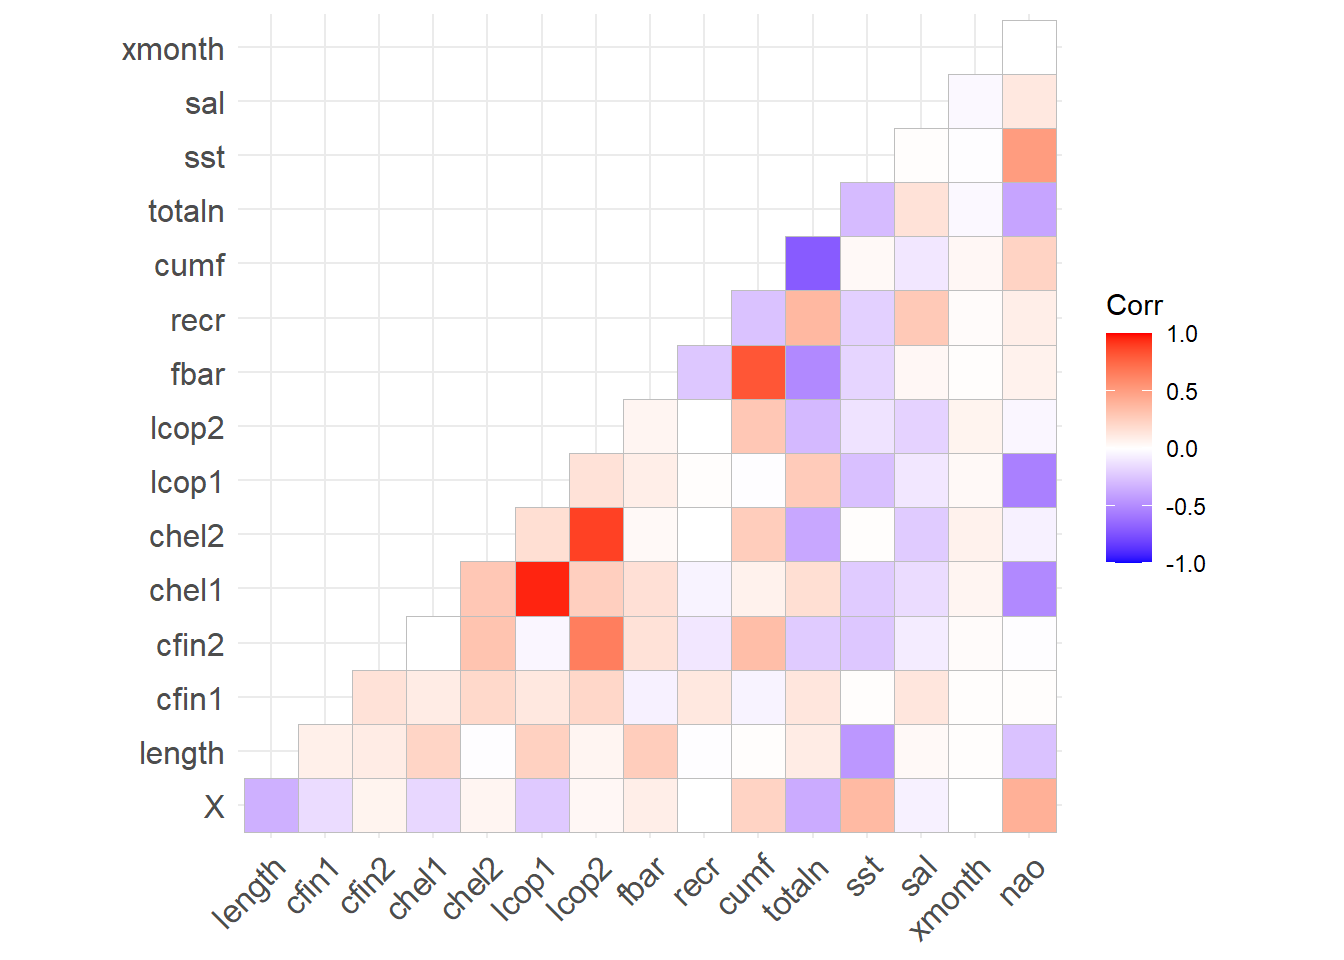 xmonth
sal
sst
totaln
cumf
recr
fbar
lcop2
lcop1
chel2
chel1
cfin2
cfin1
length
X
length
cfin1
cfin2
chel1
chel2
lcop1
lcop2
fbar
recr
cumf
totaln
sst
sal
xmonth
nao
Corr
1.0
0.5
0.0
-0.5
-1.0